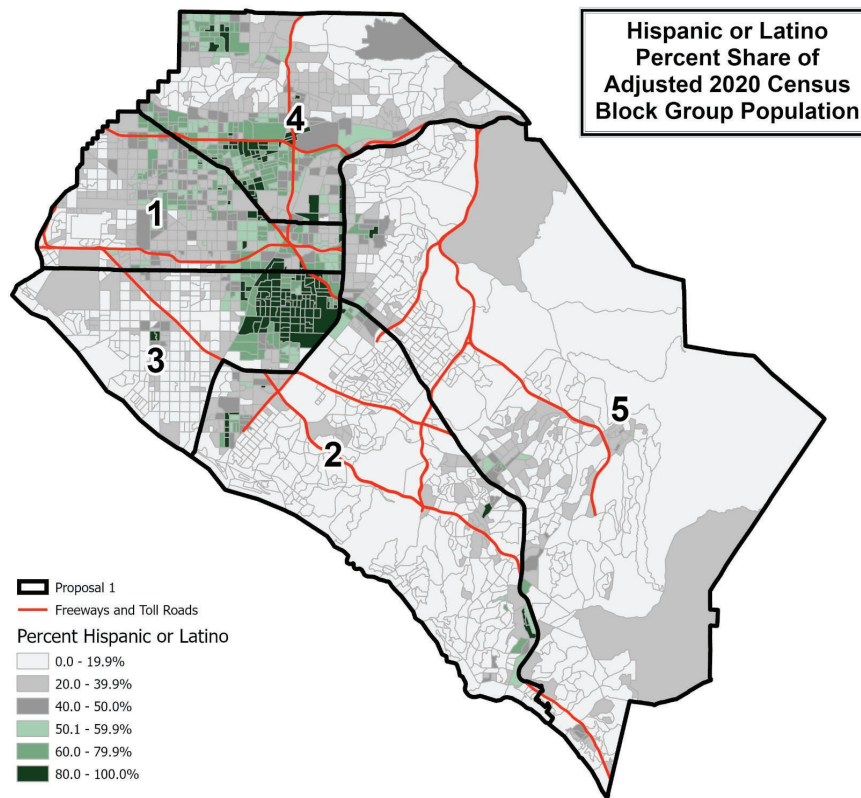 Hispanic or Latino
Percent Share of
Adjusted 2020 Census
Block Group Population
4
1
3
5
2
Proposal 1
Freeways and Toll Roads
Percent Hispanic or Latino
0.0 - 19.9%
20.0 - 39.9%
40.0 - 50.0%
50.1 - 59.9%
60.0 - 79.9%
80.0 - 100.0%